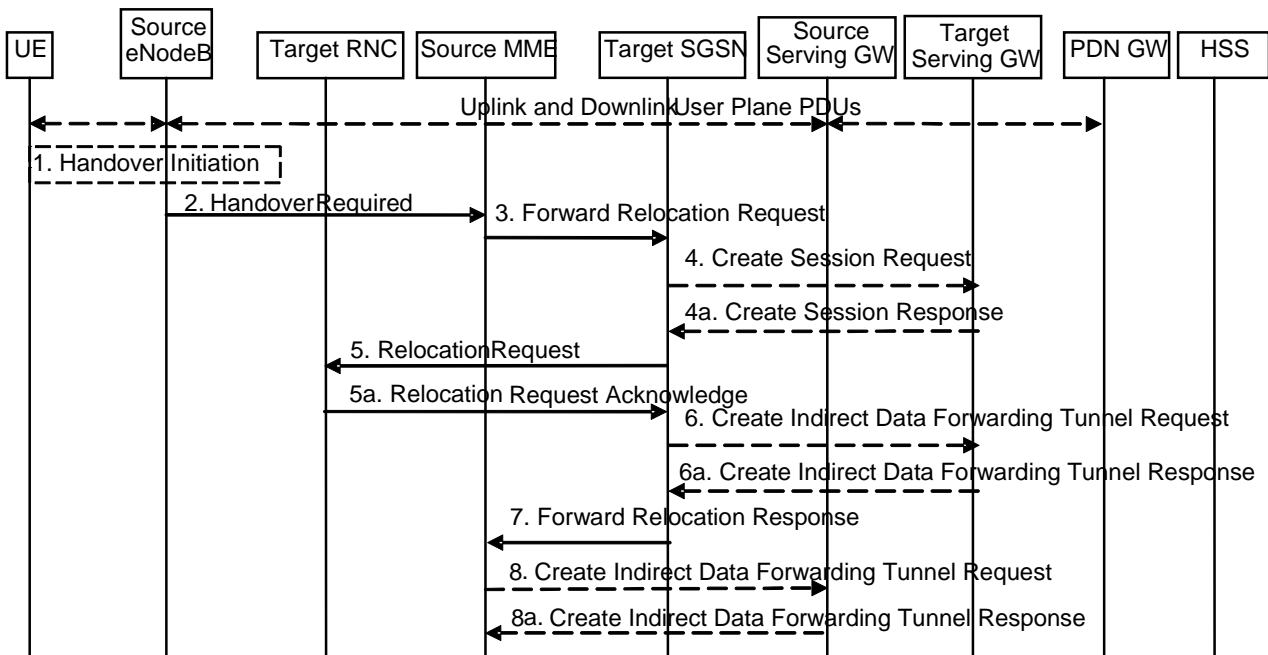 UE
Source
eNodeB
Target RNC
Source MME
Target SGSN
Source
Serving GW
Target
Serving GW
PDN GW
HSS
Uplink and Downlink User Plane PDUs
1. Handover Initiation
2. Handover Required
3. Forward Relocation Request
4. Create Session Request
4a. Create Session Response
5. Relocation Request
5a. Relocation Request Acknowledge
6. Create Indirect Data Forwarding Tunnel Request
6a. Create Indirect Data Forwarding Tunnel Response
7. Forward Relocation Response
8. Create Indirect Data Forwarding Tunnel Request
8a. Create Indirect Data Forwarding Tunnel Response